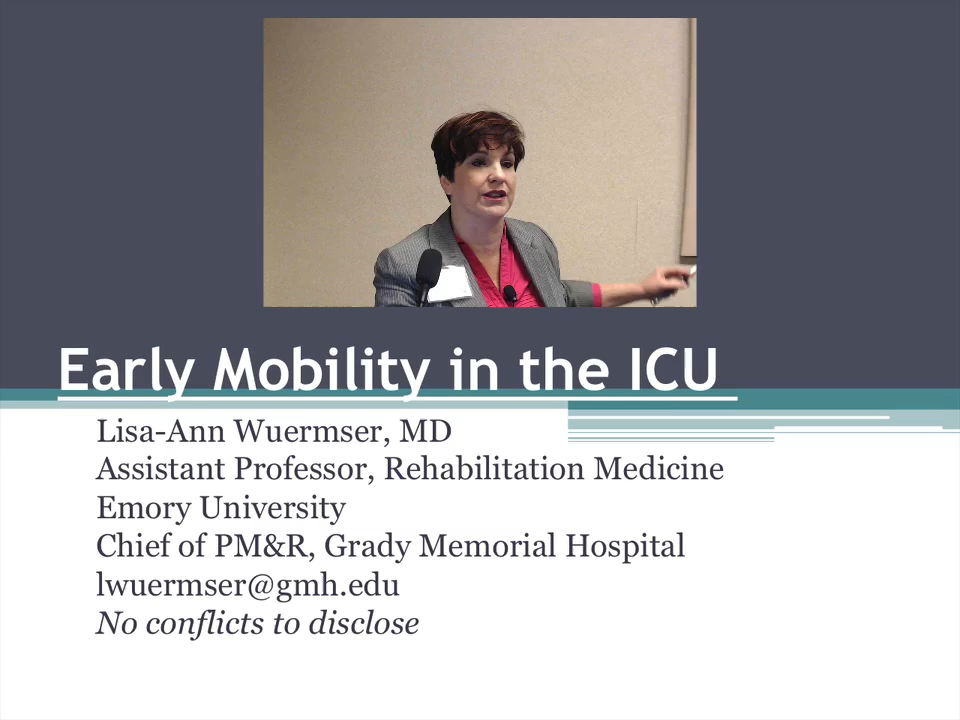 Early Mobility in the ICU
Lisa-Ann Wuermser, MD
Assistant Professor, Rehabilitation Medicine
Emory University
Chief of PM&R, Grady Memorial Hospital
lwuermser@gmh.edu
No conflicts to disclose